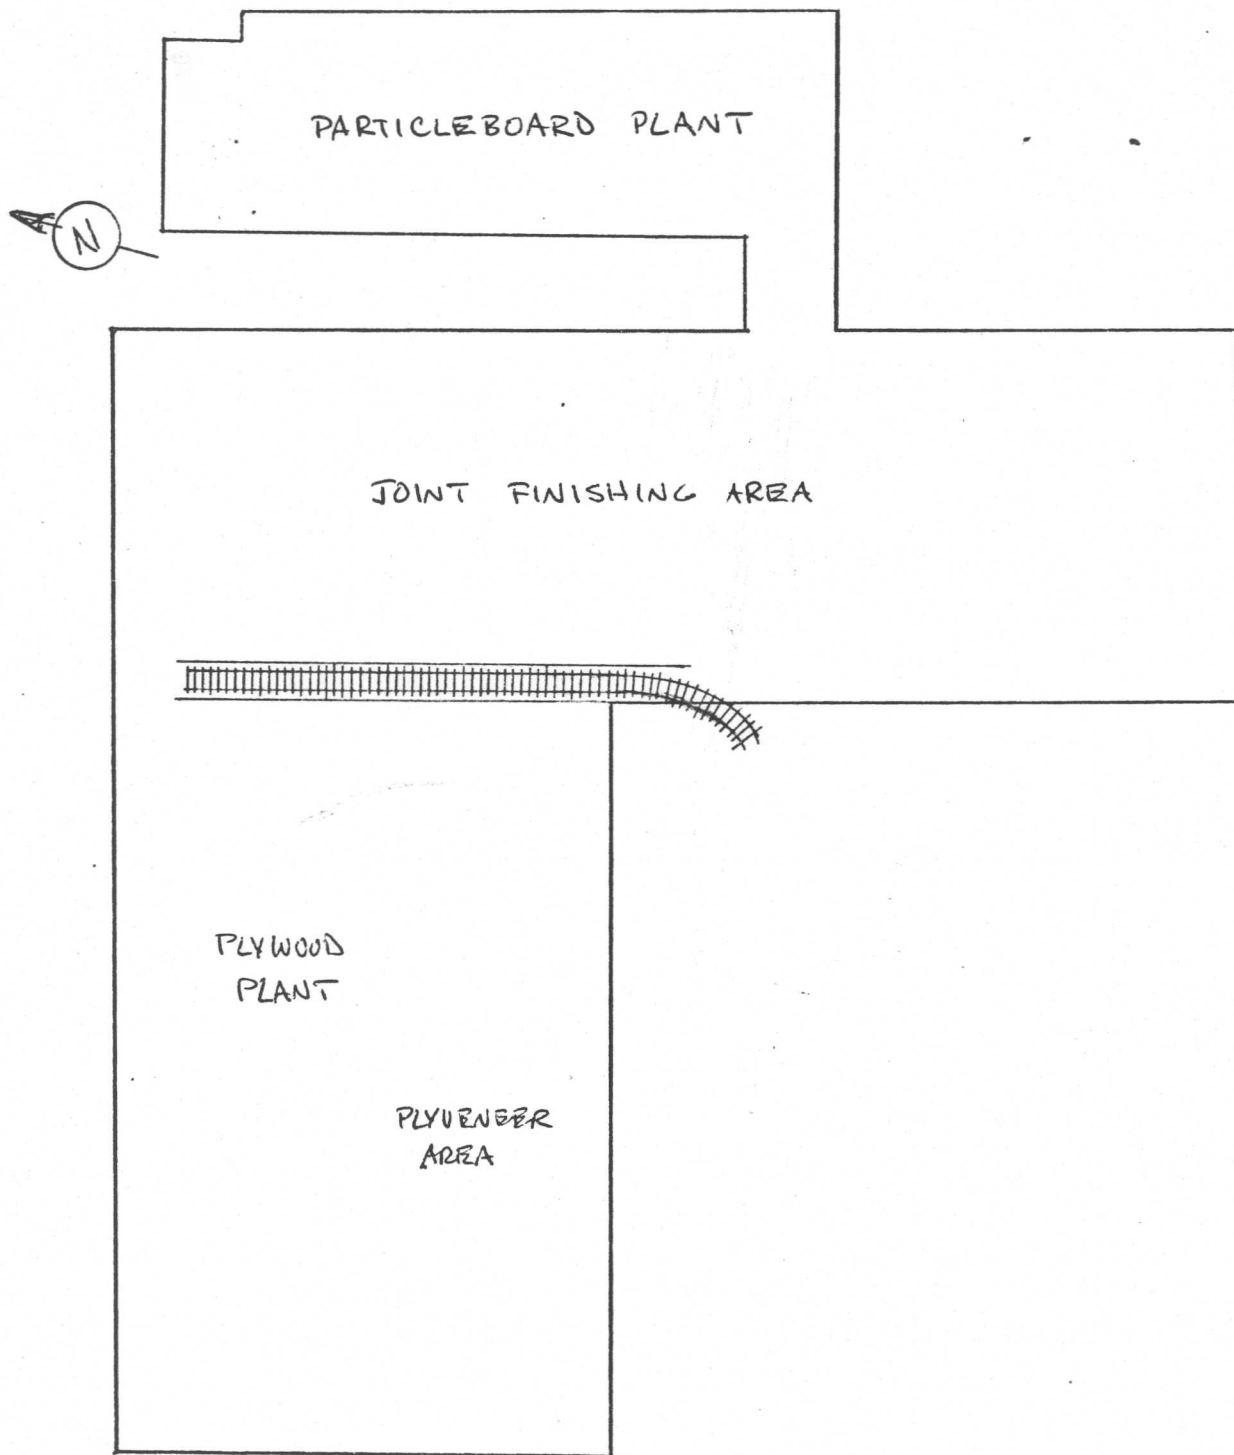 PARTICLEBOARD PLANT
N
JOINT FINISHING AREA
PLYWOOD
PLANT
PLYVENEER
AREA